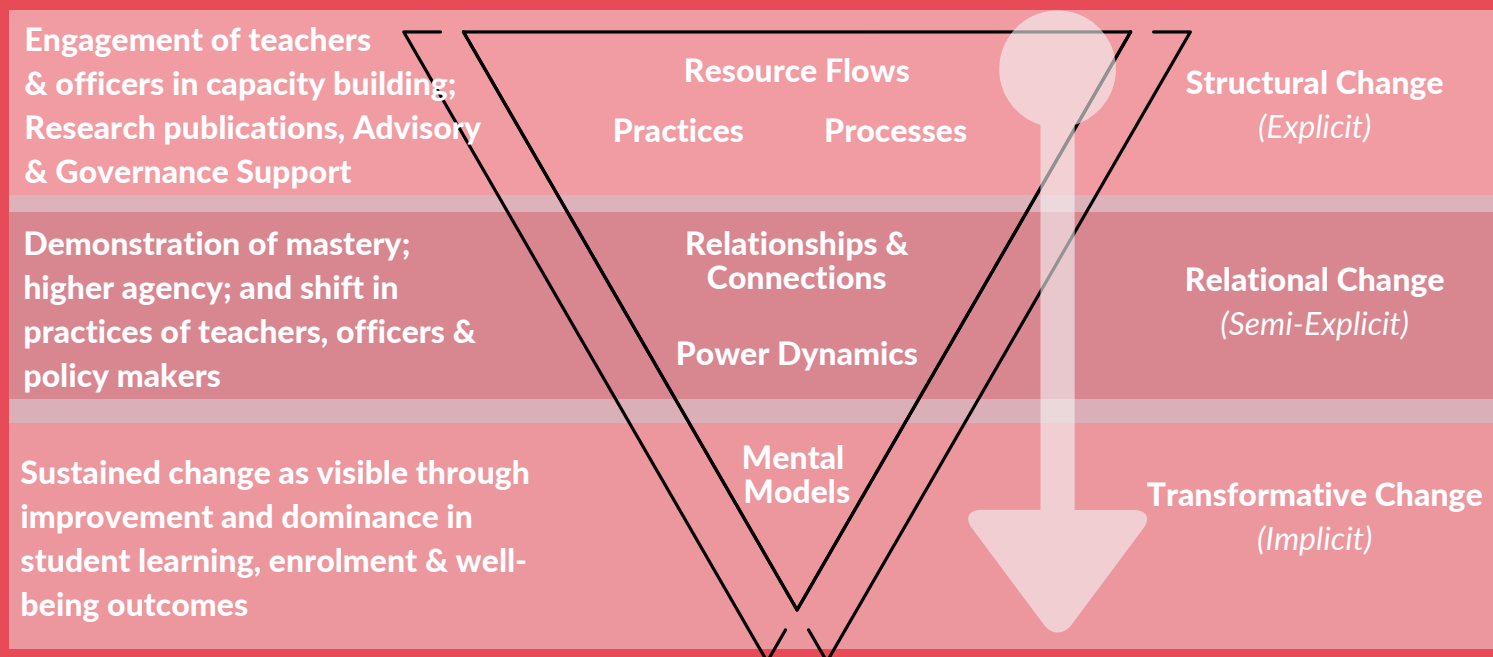 Engagement of teachers
& officers in capacity building;
Research publications, Advisory
& Governance Support
Resource Flows
Practices
Processes
Structural Change
(Explicit)
Demonstration of mastery;
higher agency; and shift in
practices of teachers, officers &
policy makers
Relationships &
Connections
Power Dynamics
Relational Change
(Semi-Explicit)
Sustained change as visible through
improvement and dominance in
student learning, enrolment & well-
being outcomes
Mental
Models
Transformative Change
(Implicit)